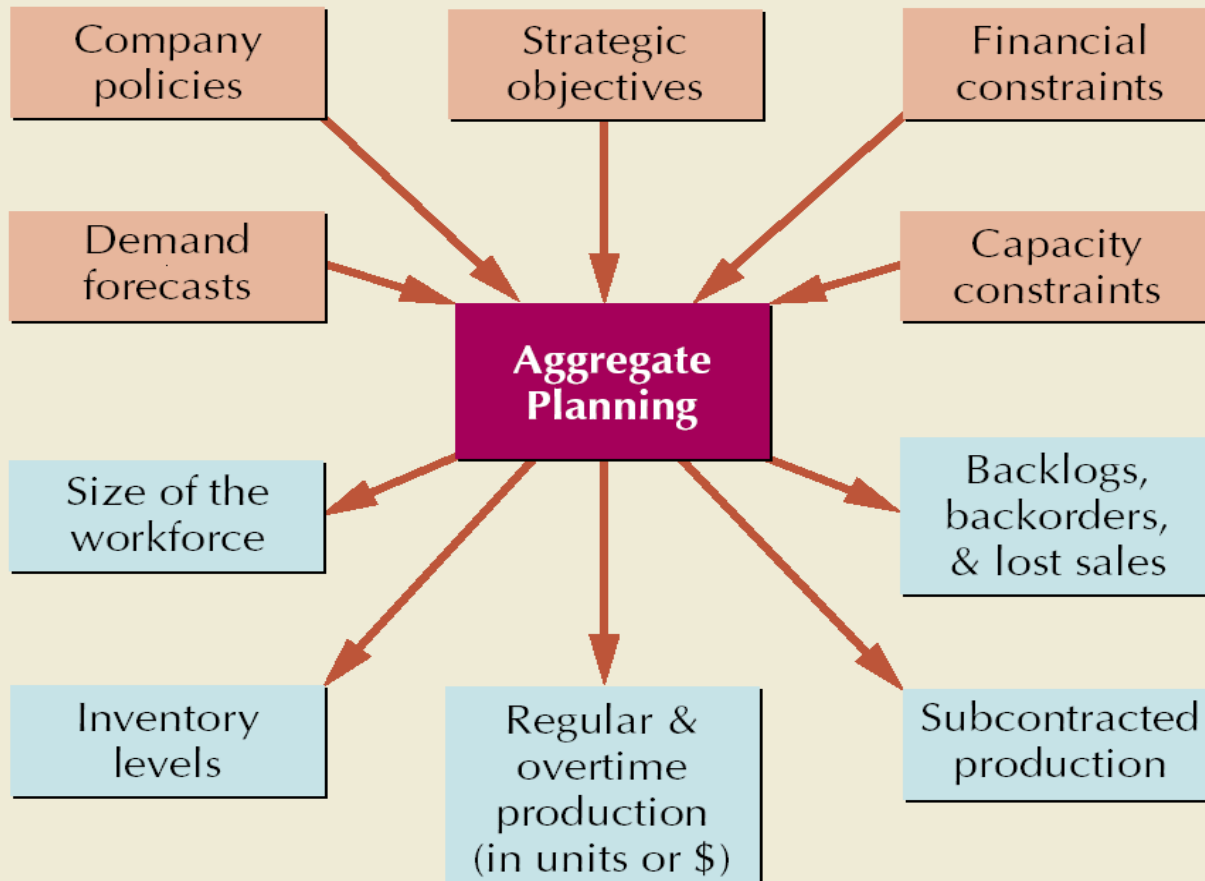 Company
policies
Strategic
objectives
Financial
constraints
Demand
forecasts
Capacity
constraints
Aggregate
Planning
Size of the
workforce
Backlogs,
backorders,
& lost sales
Inventory
levels
Regular &
overtime
production
(in units or $)
Subcontracted
production